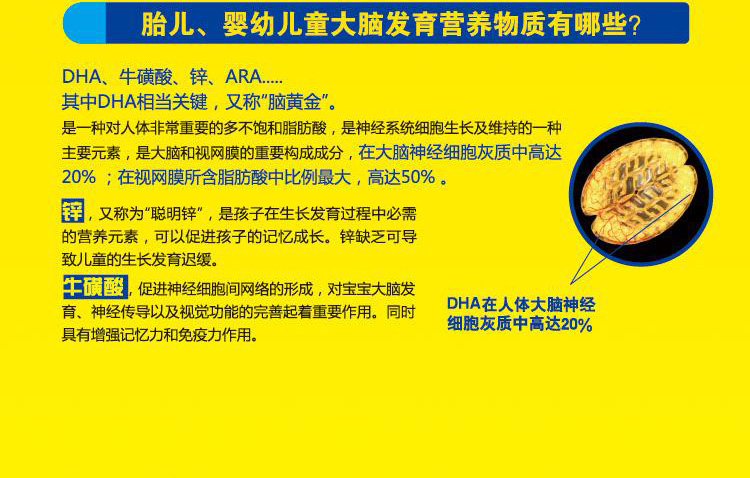 胎儿、婴幼儿童大脑发育营养物质有哪些?
DHA、牛磺酸、锌、ARA.....
其中DHA相当关键，又称“脑黄金”。
是一种对人体非常重要的多不饱和脂肪酸，是神经系统细胞生长及维持的一种
主要元素，是大脑和视网膜的重要构成成分，在大脑神经细胞灰质中高达
20% ；在视网膜所含脂肪酸中比例最大，高达50% 。
锌，又称为“聪明锌”，是孩子在生长发育过程中必需
的营养元素，可以促进孩子的记忆成长。锌缺乏可导
致儿童的生长发育迟缓。
牛磺酸，促进神经细胞间网络的形成，对宝宝大脑发
育、神经传导以及视觉功能的完善起着重要作用。同时
具有增强记忆力和免疫力作用。
DHA在人体大脑神经
细胞灰质中高达20%